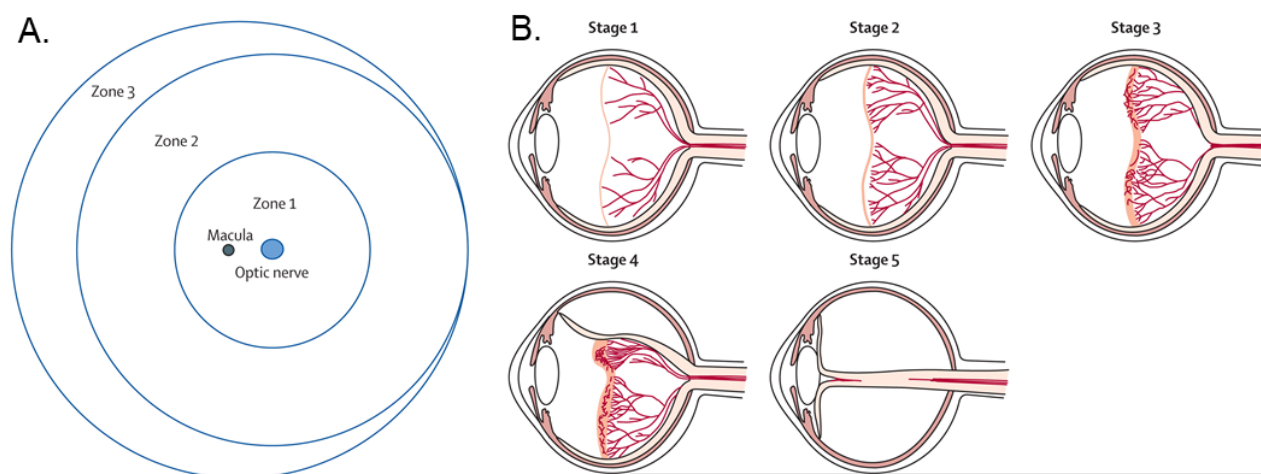 A.
Zone 3
Zone 2
Zone 1
Macula
Optic nerve
B.
Stage 1
Stage 2
Stage 3
Stage 4
Stage 5